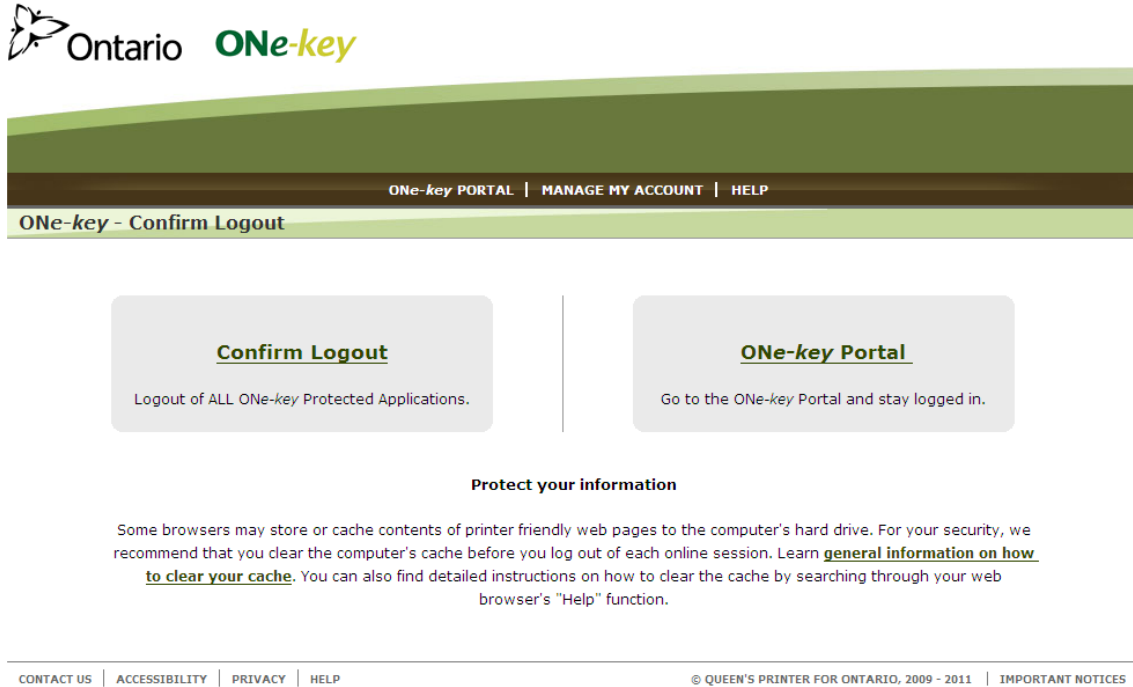 Ontario ONe-key
ONe-key PORTAL | MANAGE MY ACCOUNT | HELP
ONe-key - Confirm Logout
Confirm Logout
Logout of ALL ONe-key Protected Applications.
ONe-key Portal
Go to the ONe-key Portal and stay logged in.
Protect your information
Some browsers may store or cache contents of printer friendly web pages to the computer's hard drive. For your security, we
recommend that you clear the computer's cache before you log out of each online session. Learn general information on how
to clear your cache. You can also find detailed instructions on how to clear the cache by searching through your web
browser's "Help" function.
CONTACT US | ACCESSIBILITY | PRIVACY | HELP
© QUEEN'S PRINTER FOR ONTARIO, 2009 - 2011 | IMPORTANT NOTICES